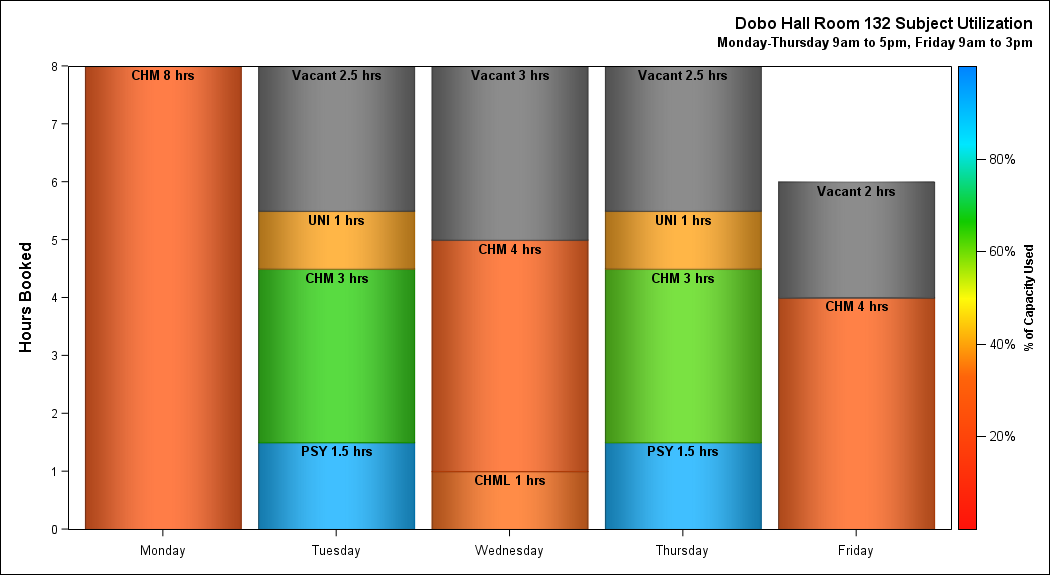 Dobo Hall Room 132 Subject Utilization
Monday-Thursday 9am to 5pm, Friday 9am to 3pm
Hours Booked
8
7
6
5
4
3
2
1
0
CHM 8 hrs
Vacant 2.5 hrs
UNI 1 hrs
CHM 3 hrs
PSY 1.5 hrs
Vacant 3 hrs
CHM 4 hrs
CHML 1 hrs
Vacant 2.5 hrs
UNI 1 hrs
CHM 3 hrs
PSY 1.5 hrs
Vacant 2 hrs
CHM 4 hrs
Monday
Tuesday
Wednesday
Thursday
Friday
80%
60%
40%
20%
% of Capacity Used